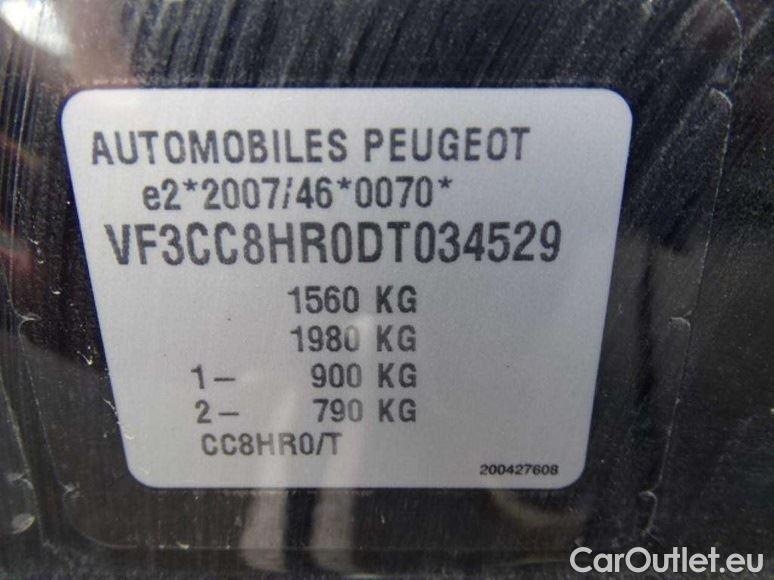 AUTOMOBILES PEUGEOT
e2*2007/46*0070*
VF3CC8HR0DT034529
1560 KG
1980 KG
1– 900 KG
2– 790 KG
CC8HR0/T
200427608
CarOutlet.eu